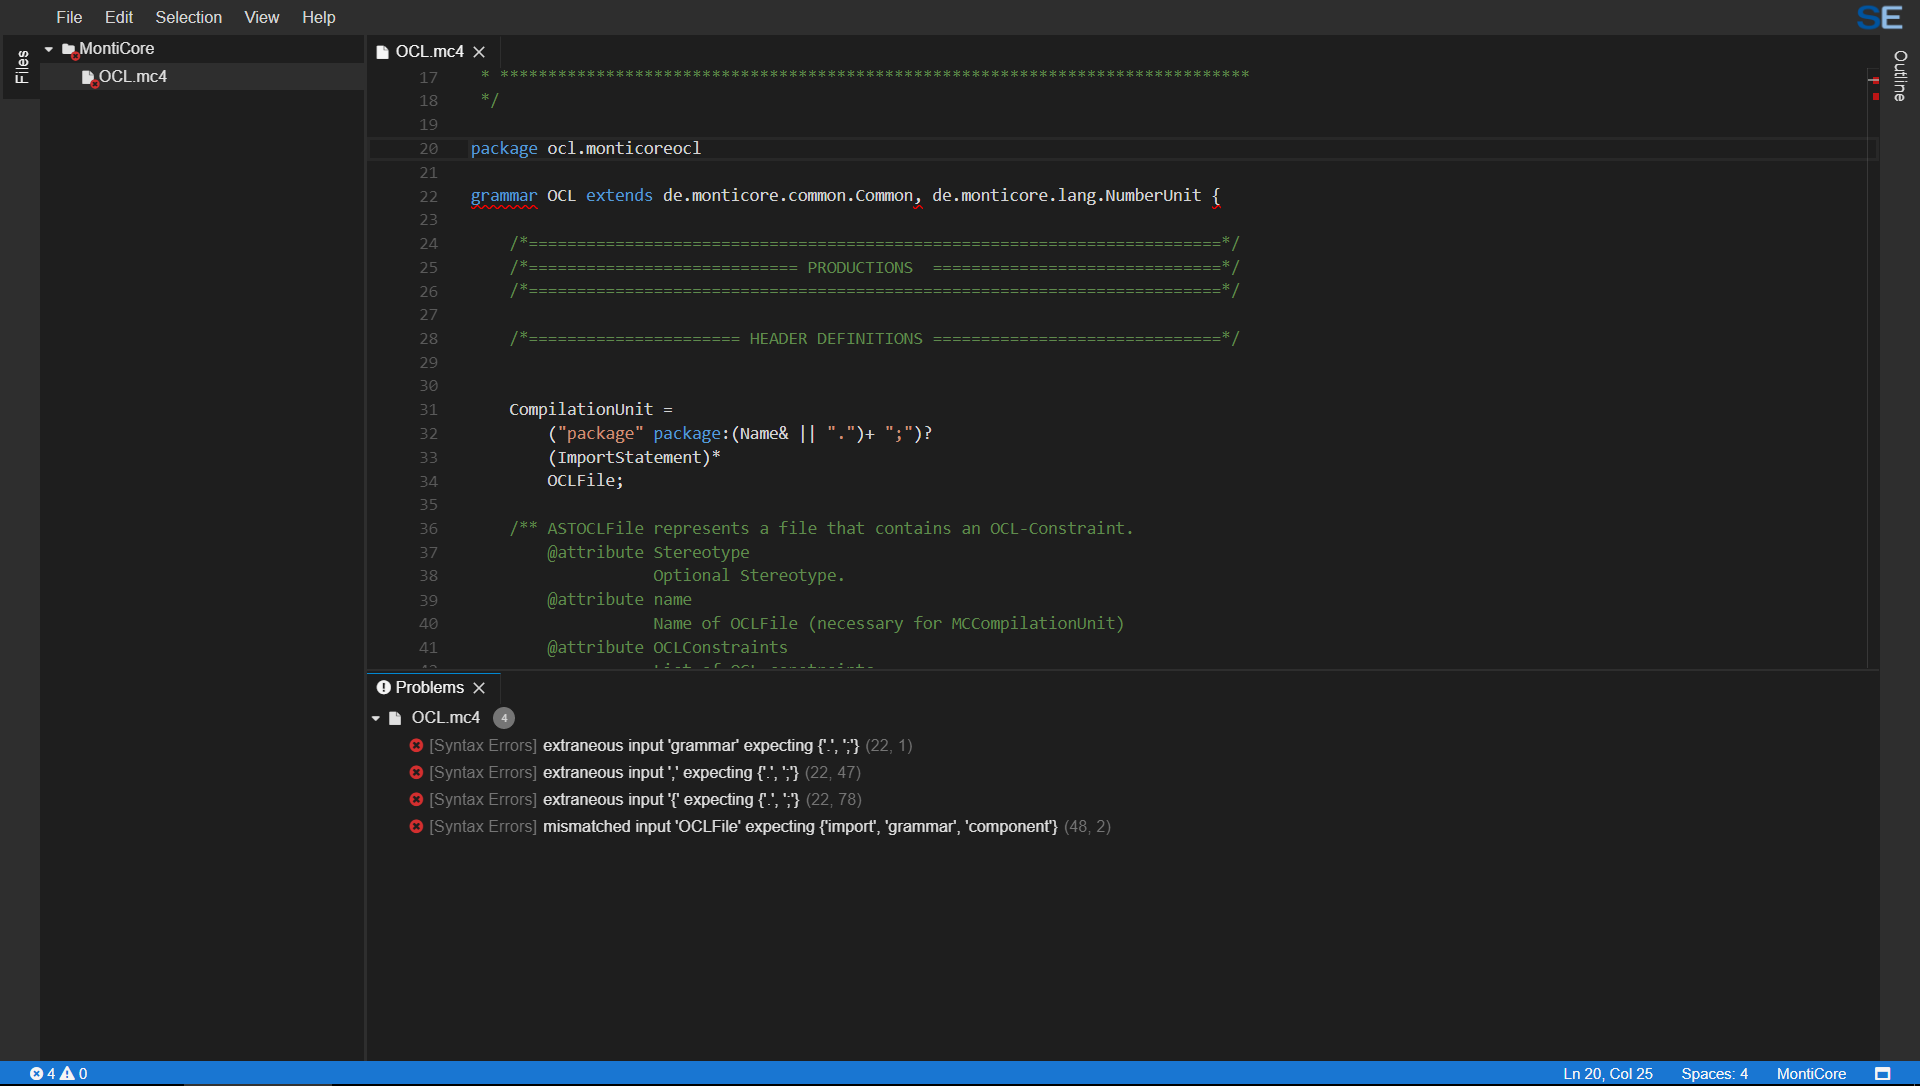 File Edit Selection View Help
SE
Files
MontiCore
OCL.mc4
OCL.mc4
Outline
17 * ******************************************************************************
18 */
19
20 package ocl.monticoreocl
21
22 grammar OCL extends de.monticore.common.Common, de.monticore.lang.NumberUnit {
23
24 /*========================================================================*/
25 /*============================ PRODUCTIONS ==============================*/
26 /*========================================================================*/
27
28 /*====================== HEADER DEFINITIONS ==============================*/
29
30
31 CompilationUnit =
32 ("package" package:(Name& || ".")+ ";")?
33 (ImportStatement)*
34 OCLFile;
35
36 /** ASTOCLFile represents a file that contains an OCL-Constraint.
37 @attribute Stereotype
38 Optional Stereotype.
39 @attribute name
40 Name of OCLFile (necessary for MCCompilationUnit)
41 @attribute OCLConstraints
42 List of OCL constraints
Problems
OCL.mc4 4
[Syntax Errors] extraneous input 'grammar' expecting {'.', ';'} (22, 1)
[Syntax Errors] extraneous input ',' expecting {'.', ';'} (22, 47)
[Syntax Errors] extraneous input '{' expecting {'.', ';'} (22, 78)
[Syntax Errors] mismatched input 'OCLFile' expecting {'import', 'grammar', 'component'} (48, 2)
4 0 Ln 20, Col 25 Spaces: 4 MontiCore